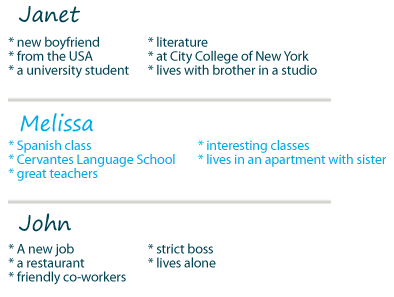 Janet
* new boyfriend
* from the USA
* a university student
* literature
* at City College of New York
* lives with brother in a studio
Melissa
* Spanish class
* Cervantes Language School
* great teachers
* interesting classes
* lives in an apartment with sister
John
* A new job
* a restaurant
* friendly co-workers
* strict boss
* lives alone